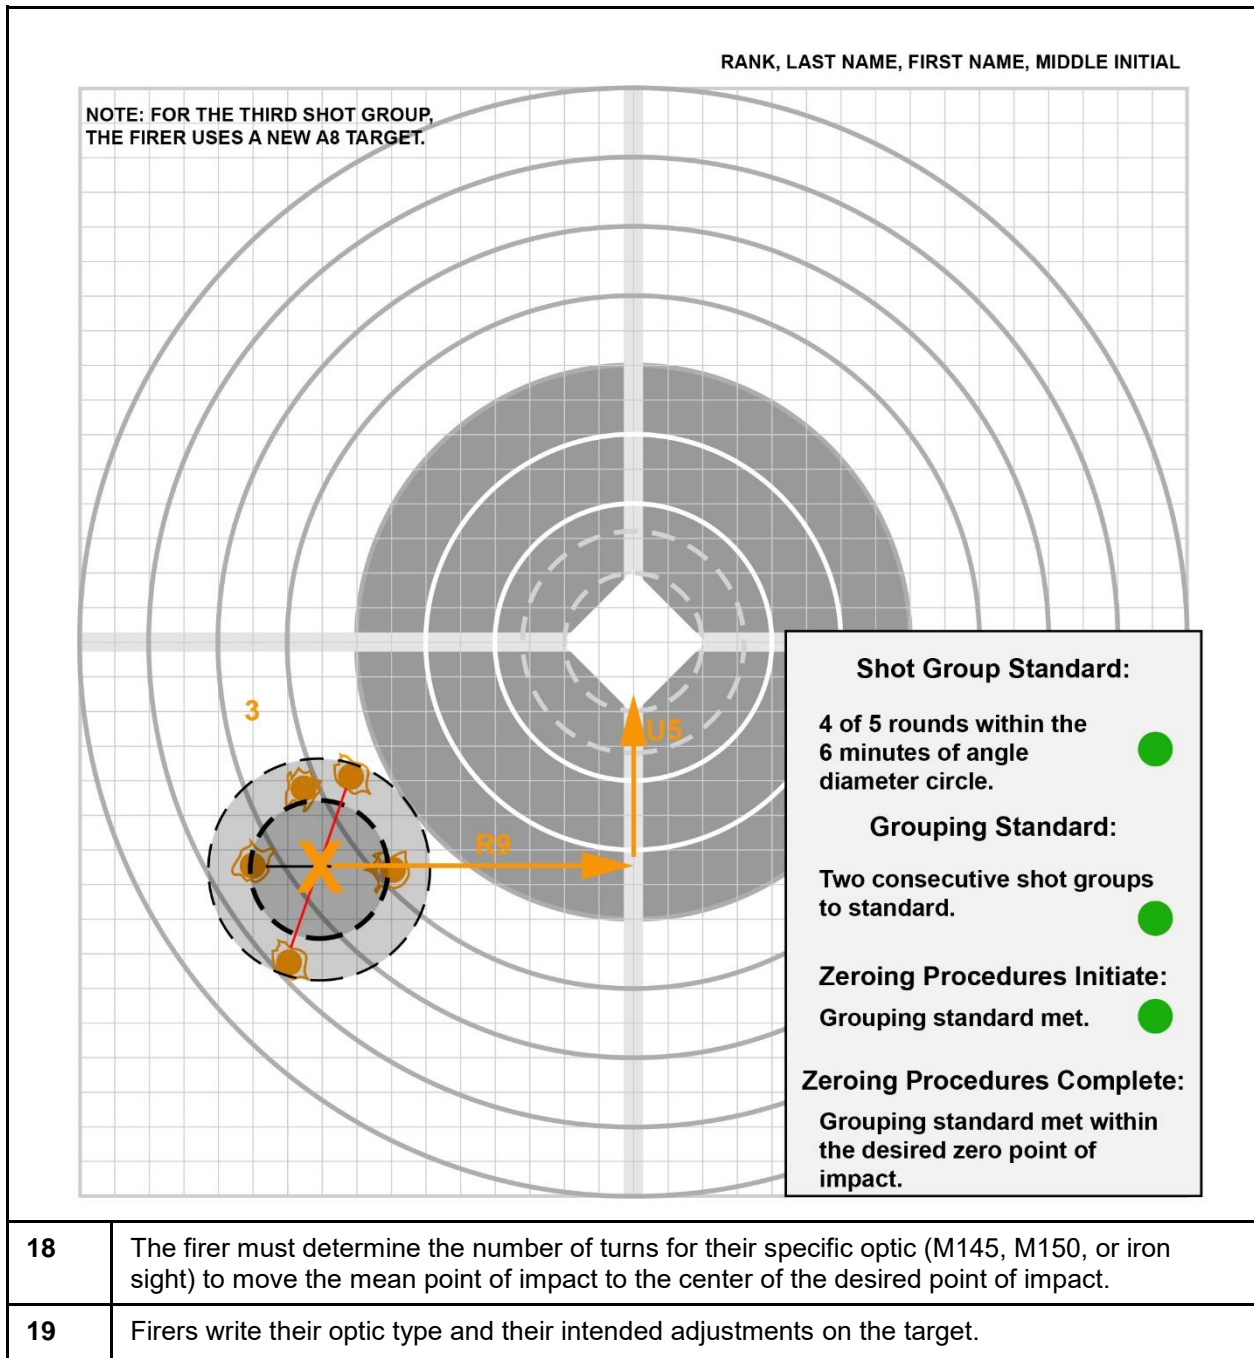 RANK, LAST NAME, FIRST NAME, MIDDLE INITIAL
NOTE: FOR THE THIRD SHOT GROUP,
THE FIRER USES A NEW A8 TARGET.
3
X
R9
U5
Shot Group Standard:
4 of 5 rounds within the
6 minutes of angle
diameter circle.
Grouping Standard:
Two consecutive shot groups
to standard.
Zeroing Procedures Initiate:
Grouping standard met.
Zeroing Procedures Complete:
Grouping standard met within
the desired zero point of
impact.
18 The firer must determine the number of turns for their specific optic (M145, M150, or iron
sight) to move the mean point of impact to the center of the desired point of impact.
19 Firers write their optic type and their intended adjustments on the target.